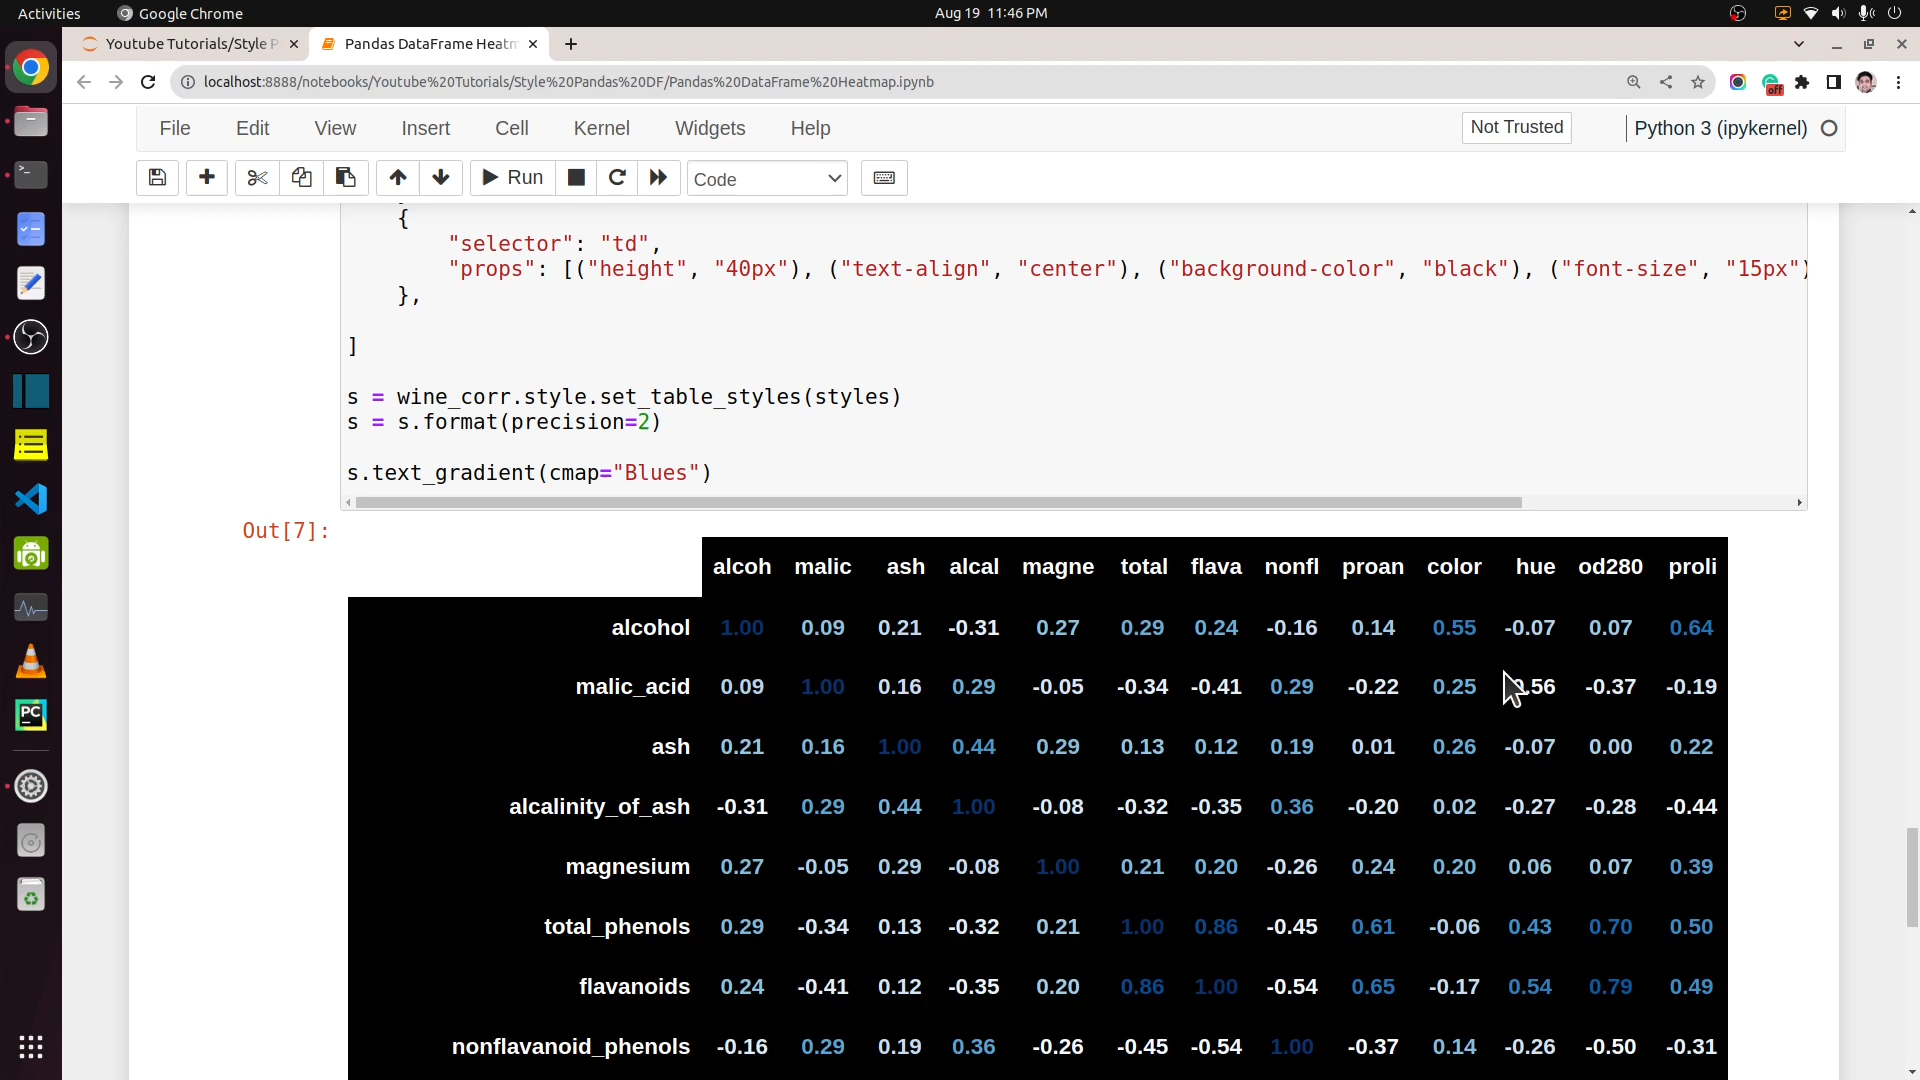 Activities Google Chrome Aug 19 11:46 PM
Youtube Tutorials/Style P Pandas DataFrame Heatm
localhost:8888/notebooks/Youtube%20Tutorials/Style%20Pandas%20DF/Pandas%20DataFrame%20Heatmap.ipynb off
File Edit View Insert Cell Kernel Widgets Help Not Trusted Python 3 (ipykernel)
Run Code
{
"selector": "td",
"props": [("height", "40px"), ("text-align", "center"), ("background-color", "black"), ("font-size", "15px")
},
]
s = wine_corr.style.set_table_styles(styles)
s = s.format(precision=2)
s.text_gradient(cmap="Blues")
Out[7]:
alcoh malic ash alcal magne total flava nonfl proan color hue od280 proli
alcohol 1.00 0.09 0.21 -0.31 0.27 0.29 0.24 -0.16 0.14 0.55 -0.07 0.07 0.64
malic_acid 0.09 1.00 0.16 0.29 -0.05 -0.34 -0.41 0.29 -0.22 0.25 .56 -0.37 -0.19
ash 0.21 0.16 1.00 0.44 0.29 0.13 0.12 0.19 0.01 0.26 -0.07 0.00 0.22
alcalinity_of_ash -0.31 0.29 0.44 1.00 -0.08 -0.32 -0.35 0.36 -0.20 0.02 -0.27 -0.28 -0.44
magnesium 0.27 -0.05 0.29 -0.08 1.00 0.21 0.20 -0.26 0.24 0.20 0.06 0.07 0.39
total_phenols 0.29 -0.34 0.13 -0.32 0.21 1.00 0.86 -0.45 0.61 -0.06 0.43 0.70 0.50
flavanoids 0.24 -0.41 0.12 -0.35 0.20 0.86 1.00 -0.54 0.65 -0.17 0.54 0.79 0.49
nonflavanoid_phenols -0.16 0.29 0.19 0.36 -0.26 -0.45 -0.54 1.00 -0.37 0.14 -0.26 -0.50 -0.31
PC